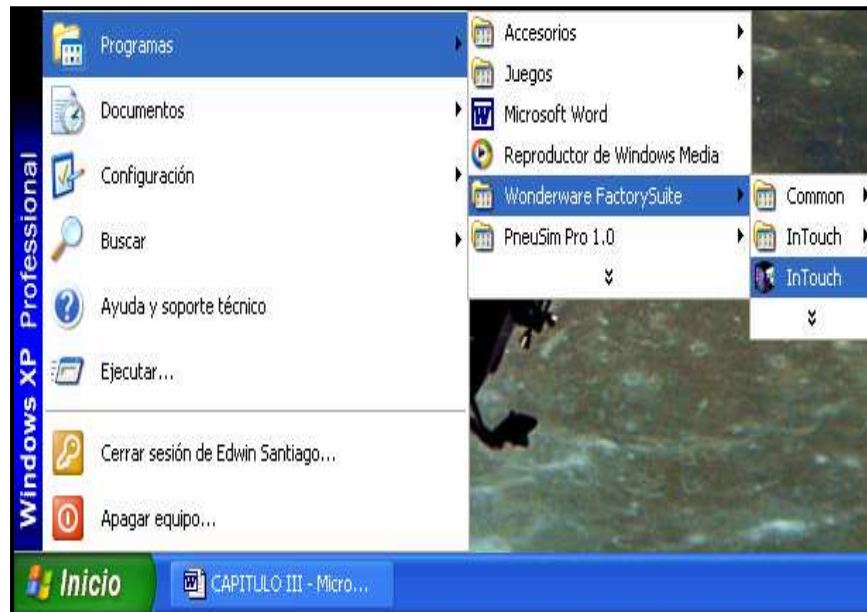 Windows XP Professional
Programas
Documentos
Configuración
Buscar
Ayuda y soporte técnico
Ejecutar...
Cerrar sesión de Edwin Santiago...
Apagar equipo...
Accesorios
Juegos
Microsoft Word
Reproductor de Windows Media
Wonderware FactorySuite
PneuSim Pro 1.0
Common
InTouch
InTouch
Inicio
CAPITULO III - Micro...